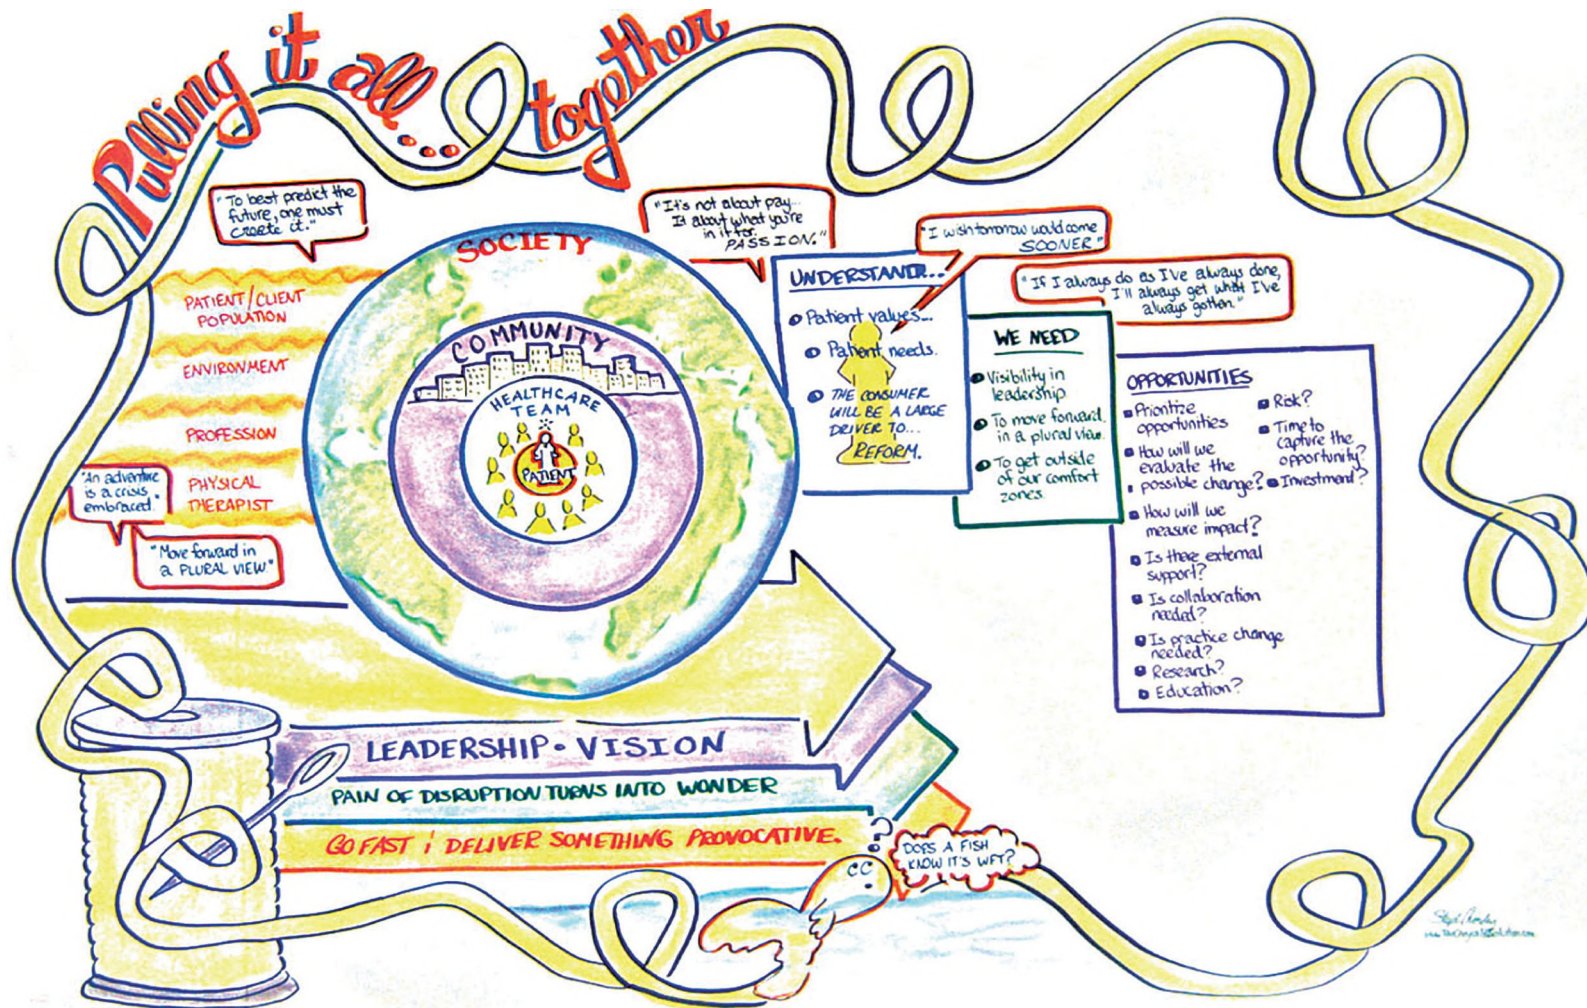 Pulling it all... together
"To best predict the
future, one must
create it."
PATIENT/CLIENT
POPULATION
ENVIRONMENT
PROFESSION
PHYSICAL
THERAPIST
"An adventure
is a crisis
embraced."
"Move forward in
a PLURAL VIEW."
SOCIETY
COMMUNITY
HEALTHCARE
TEAM
PATIENT
"It's not about pay...
It about what you're
in it for.
PASSION."
"I wish tomorrow would come
SOONER"
"If I always do as I've always done,
I'll always get what I've
always gotten."
UNDERSTAND...
Patient values...
Patient needs.
THE CONSUMER
WILL BE A LARGE
DRIVER TO...
REFORM.
WE NEED
Visibility in
leadership
To move forward
in a plural view.
To get outside
of our comfort
zones
OPPORTUNITIES
Prioritize
opportunities
How will we
evaluate the
possible change?
How will we
measure impact?
Is there external
support?
Is collaboration
needed?
Is practice change
needed?
Research?
Education?
Risk?
Time to
capture the
opportunity?
Investment?
LEADERSHIP • VISION
PAIN OF DISRUPTION TURNS INTO WONDER
GO FAST & DELIVER SOMETHING PROVOCATIVE.
?
DOES A FISH
KNOW IT'S WET?